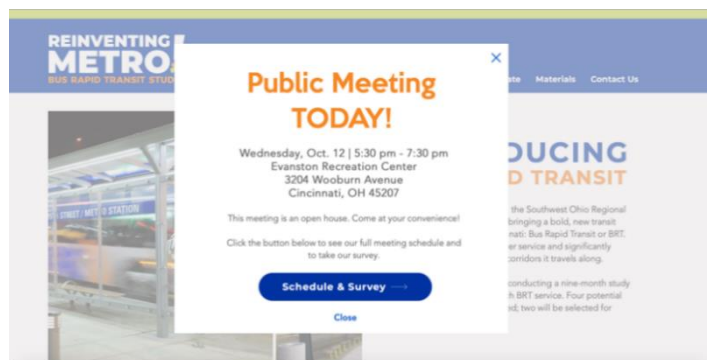 REINVENTING
METRO
BUS RAPID TRANSIT STUD
Materials Contact Us
×
Public Meeting
TODAY!
Wednesday, Oct. 12 | 5:30 pm - 7:30 pm
Evanston Recreation Center
3204 Wooburn Avenue
Cincinnati, OH 45207
This meeting is an open house. Come at your convenience!
Click the button below to see our full meeting schedule and
to take our survey.
Schedule & Survey →
Close
STREET / METRO STATION
DUCING
D TRANSIT
the Southwest Ohio Regional
bringing a bold, new transit
nati: Bus Rapid Transit or BRT.
er service and significantly
corridors it travels along.
conducting a nine-month study
h BRT service. Four potential
ed; two will be selected for